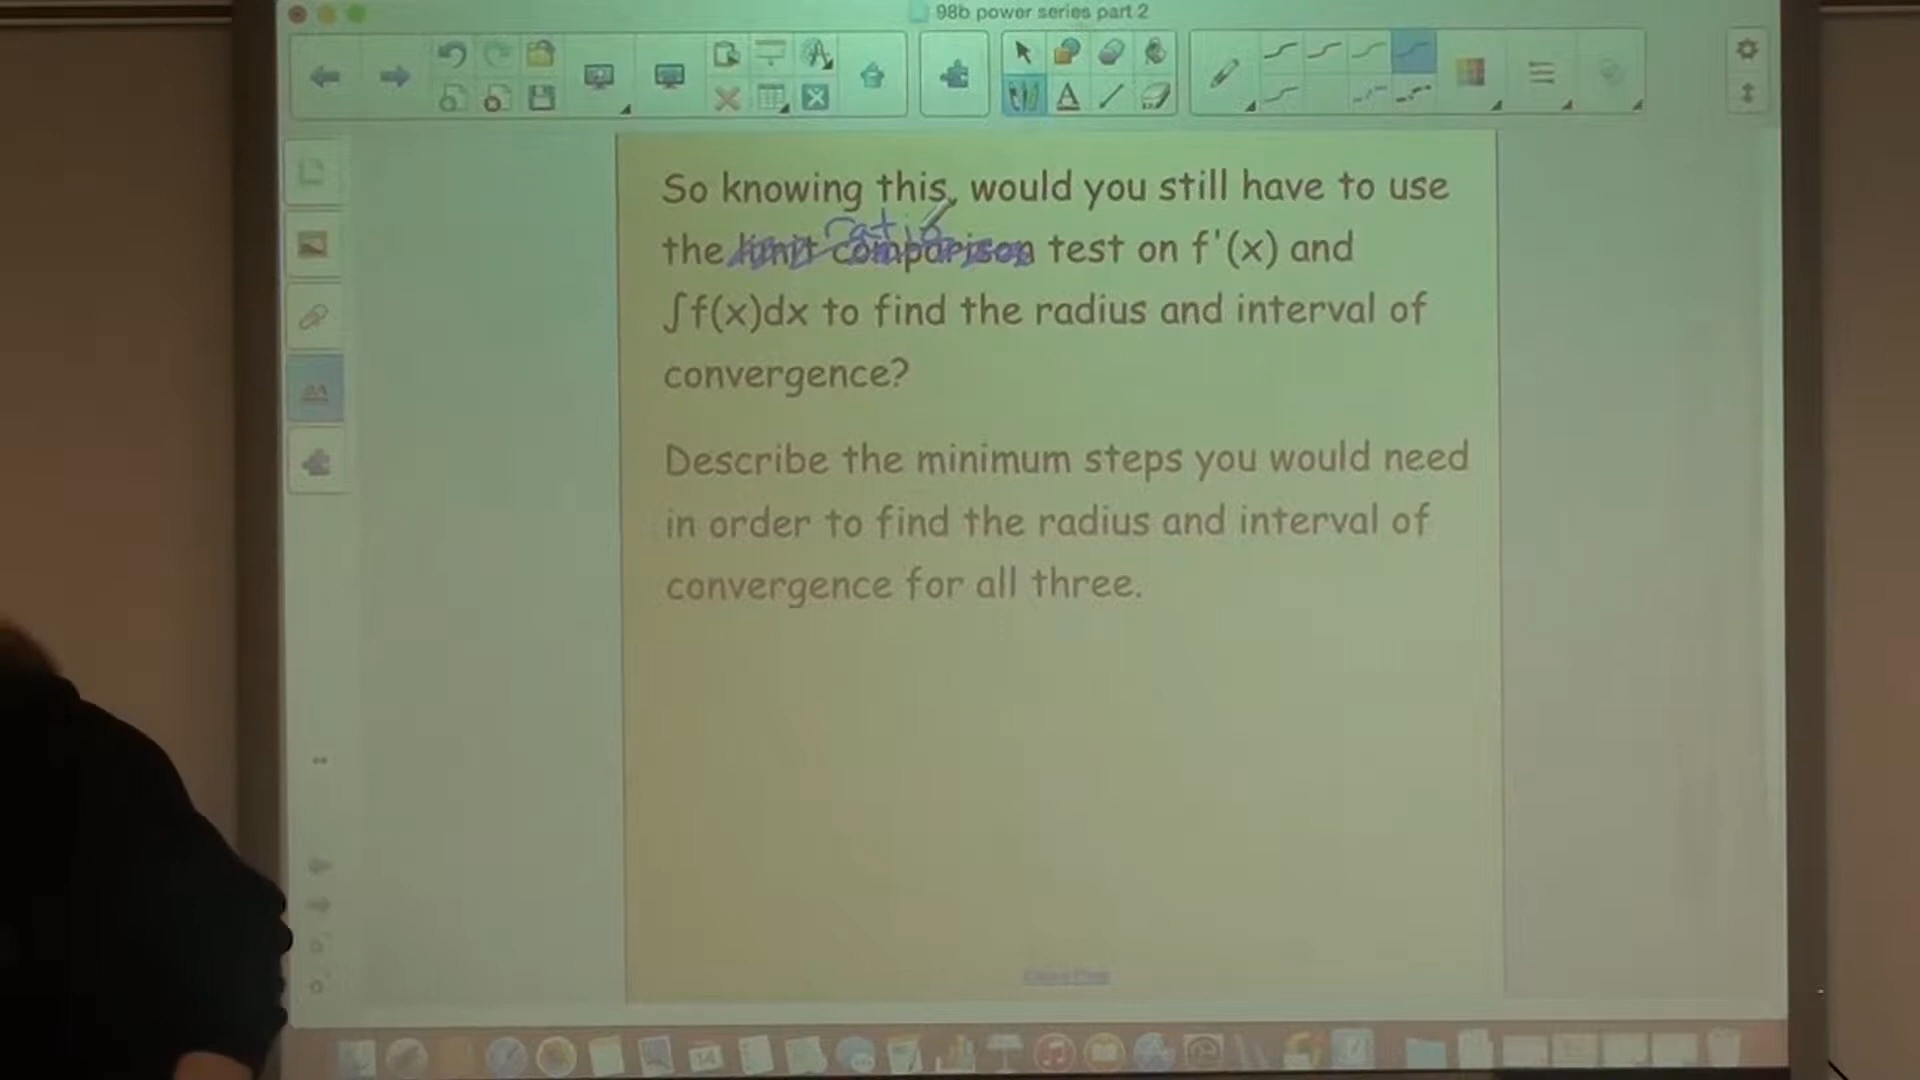 98b power series part 2
So knowing this, would you still have to use
ratio
the limit comparison test on f'(x) and
∫f(x)dx to find the radius and interval of
convergence?
Describe the minimum steps you would need
in order to find the radius and interval of
convergence for all three.